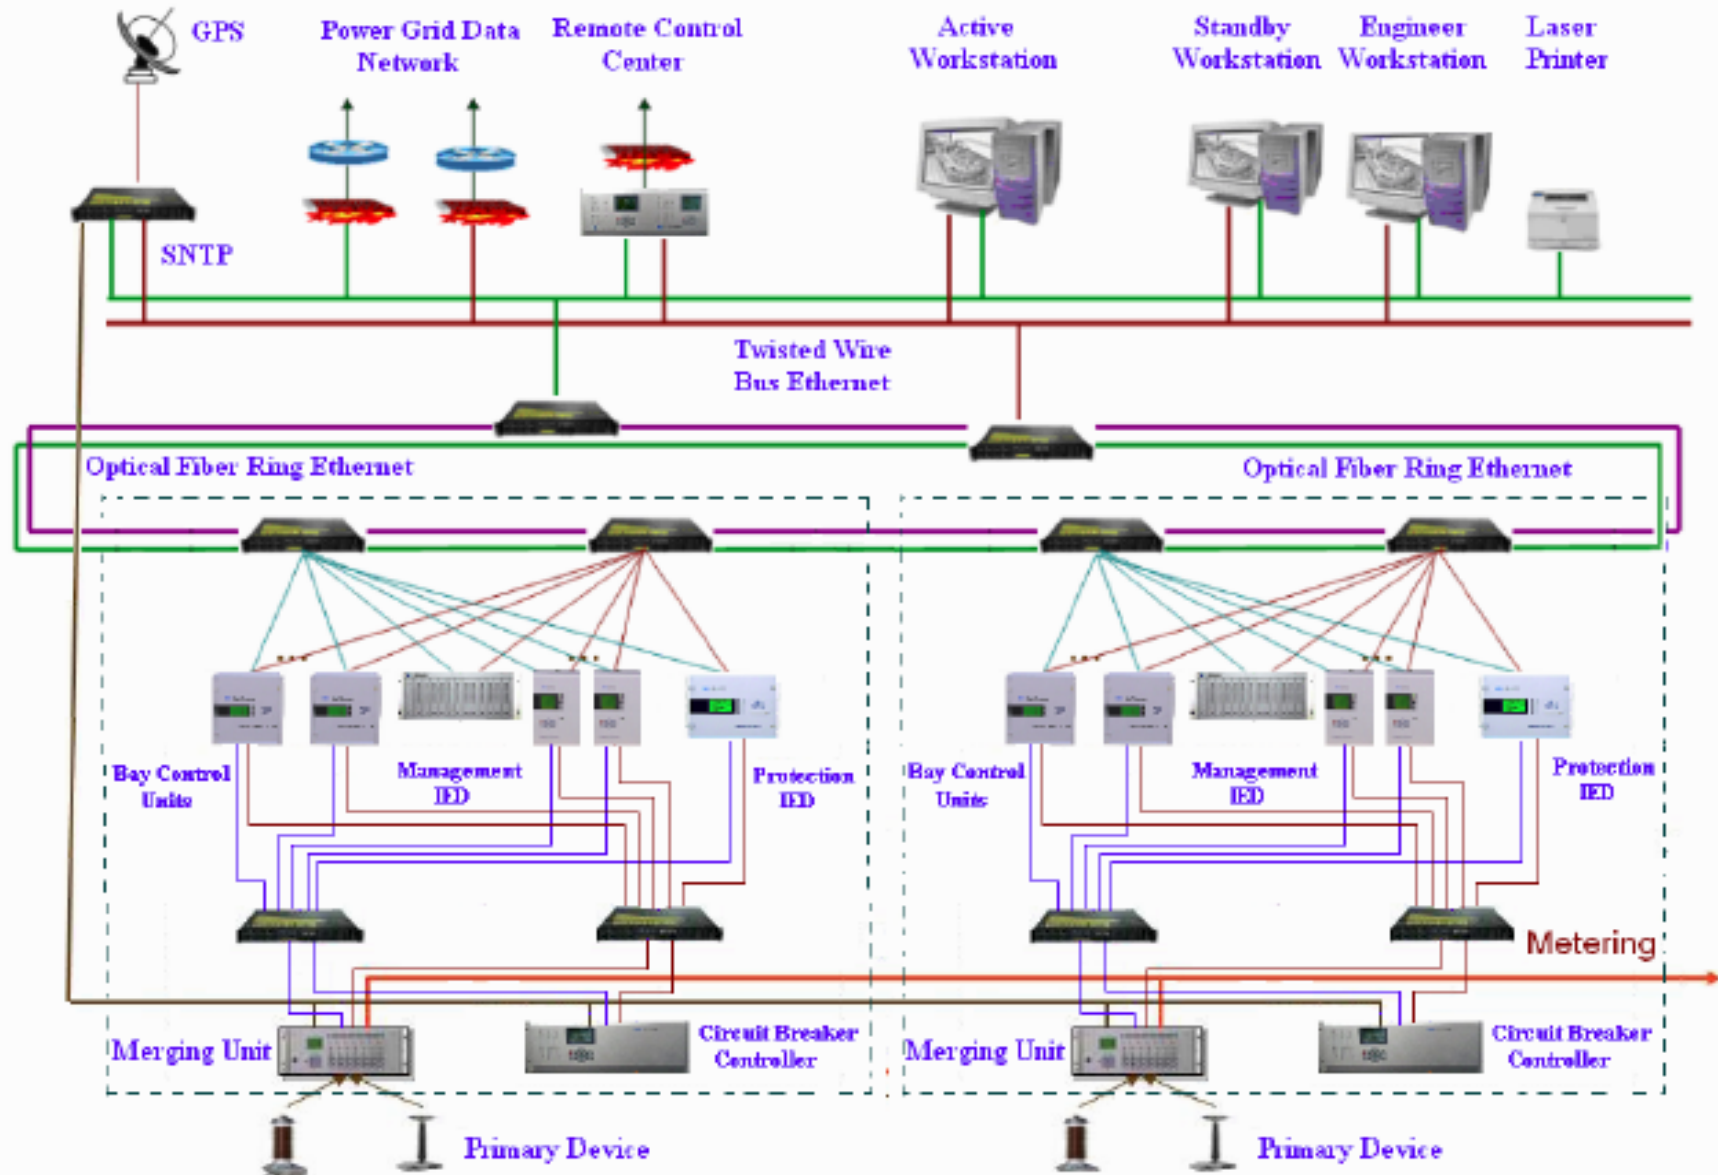 GPS
Power Grid Data
Network
Remote Control
Center
Active
Workstation
Standby
Workstation
Engineer
Workstation
Laser
Printer
SNTP
Twisted Wire
Bus Ethernet
Optical Fiber Ring Ethernet
Optical Fiber Ring Ethernet
Bay Control
Units
Management
IED
Protection
IED
Bay Control
Units
Management
IED
Protection
IED
Metering
Merging Unit
Circuit Breaker
Controller
Merging Unit
Circuit Breaker
Controller
Primary Device
Primary Device